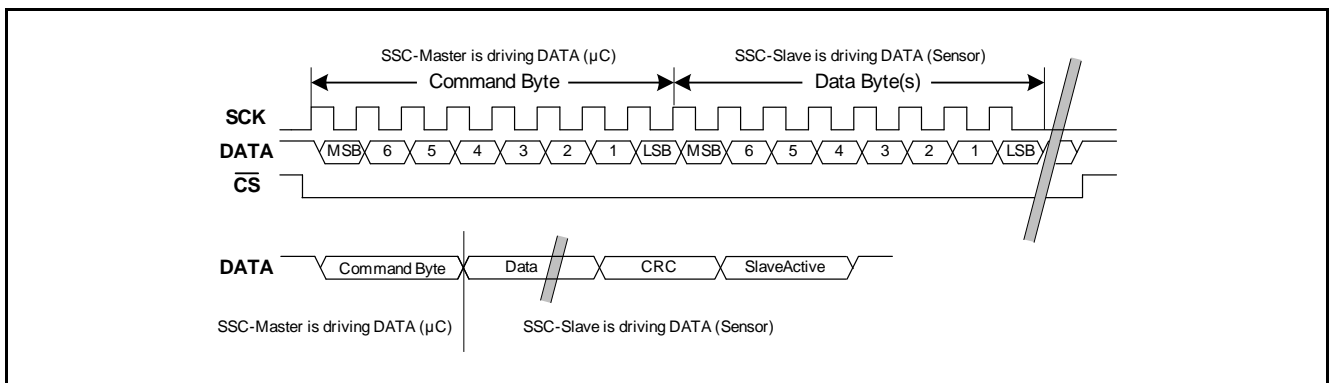 SSC-Master is driving DATA (µC) SSC-Slave is driving DATA (Sensor)
Command Byte Data Byte(s)
SCK
DATA MSB 6 5 4 3 2 1 LSB MSB 6 5 4 3 2 1 LSB
CS
DATA Command Byte Data CRC SlaveActive
SSC-Master is driving DATA (µC) SSC-Slave is driving DATA (Sensor)